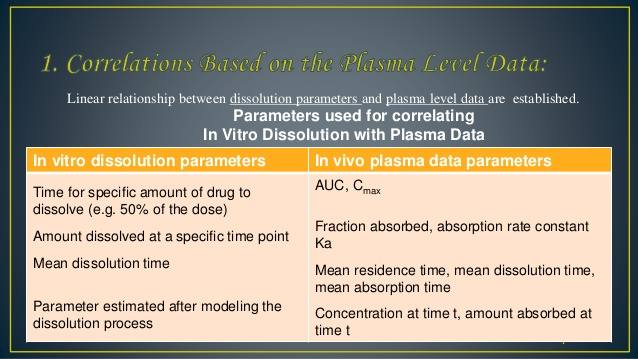 1. Correlations Based on the Plasma Level Data:
Linear relationship between dissolution parameters and plasma level data are established.
Parameters used for correlating
In Vitro Dissolution with Plasma Data
In vitro dissolution parameters
In vivo plasma data parameters
Time for specific amount of drug to
dissolve (e.g. 50% of the dose)
Amount dissolved at a specific time point
Mean dissolution time
Parameter estimated after modeling the
dissolution process
AUC, Cmax
Fraction absorbed, absorption rate constant
Ka
Mean residence time, mean dissolution time,
mean absorption time
Concentration at time t, amount absorbed at
time t